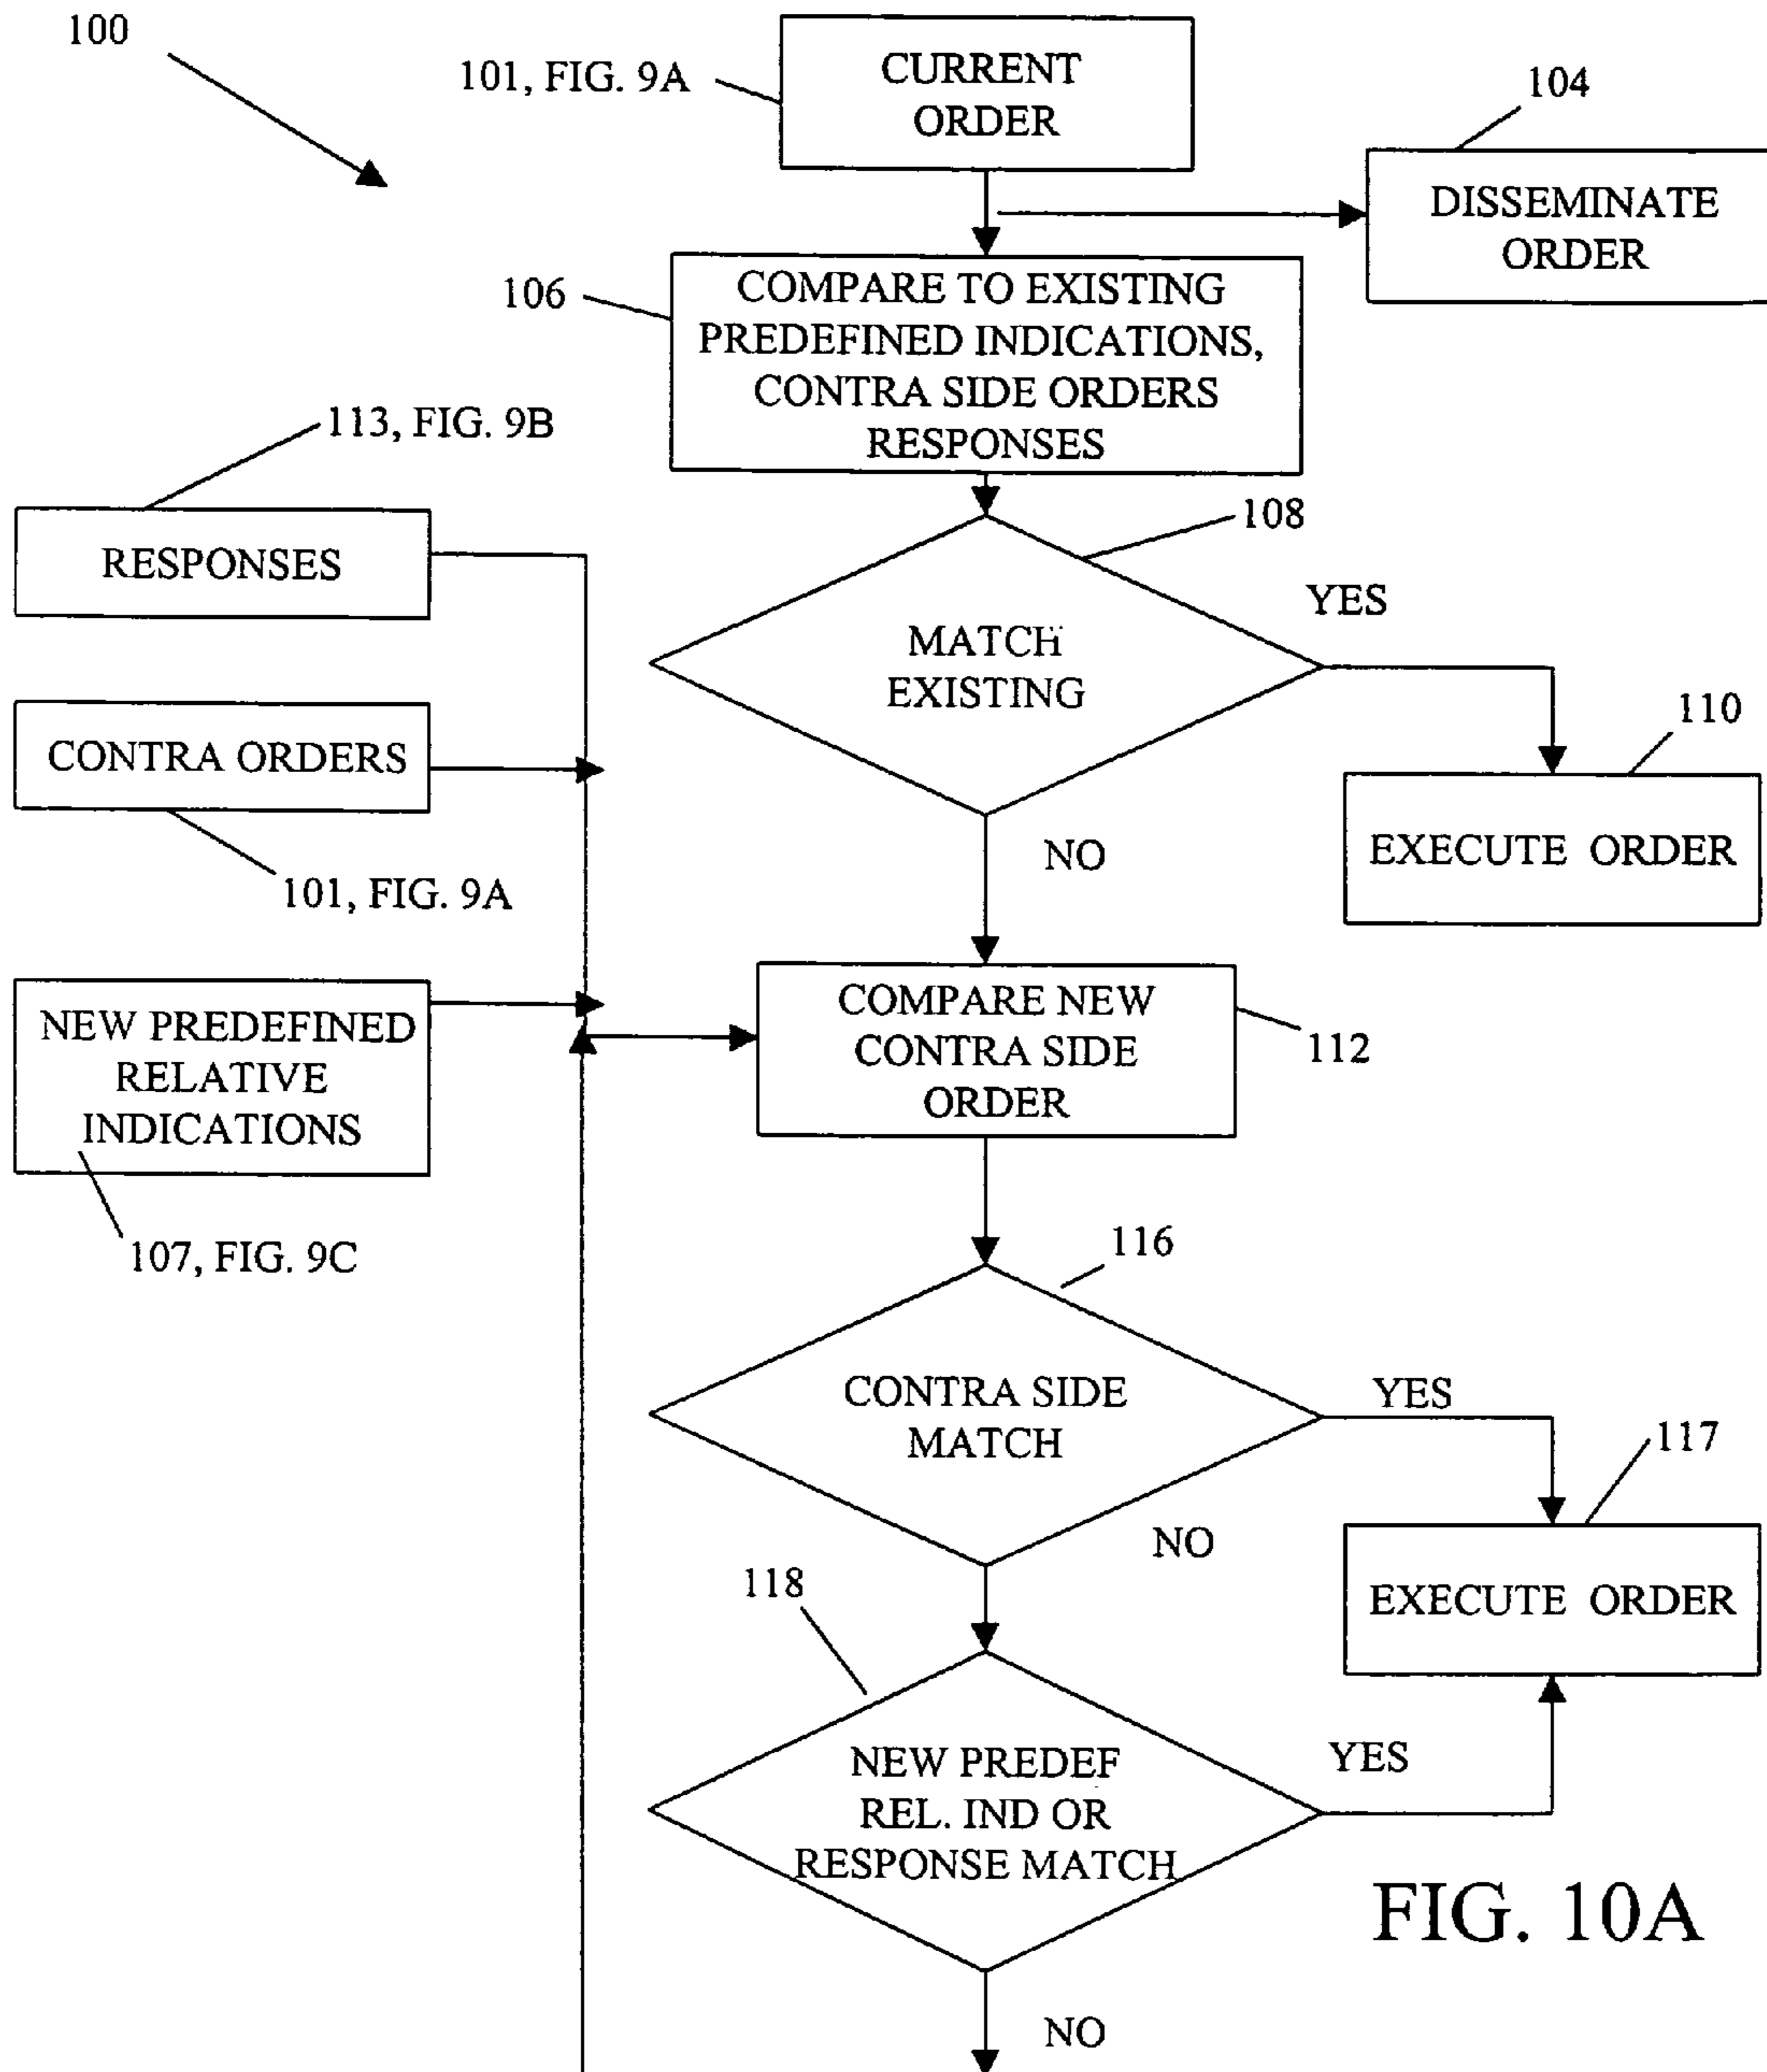 100
101, FIG. 9A
CURRENT
ORDER
104
DISSEMINATE
ORDER
106
COMPARE TO EXISTING
PREDEFINED INDICATIONS,
CONTRA SIDE ORDERS
RESPONSES
113, FIG. 9B
RESPONSES
108
MATCH
EXISTING
YES
110
EXECUTE ORDER
CONTRA ORDERS
101, FIG. 9A
NO
NEW PREDEFINED
RELATIVE
INDICATIONS
107, FIG. 9C
COMPARE NEW
CONTRA SIDE
ORDER
112
116
CONTRA SIDE
MATCH
YES
117
NO
EXECUTE ORDER
118
NEW PREDEF
REL. IND OR
RESPONSE MATCH
YES
NO
FIG. 10A